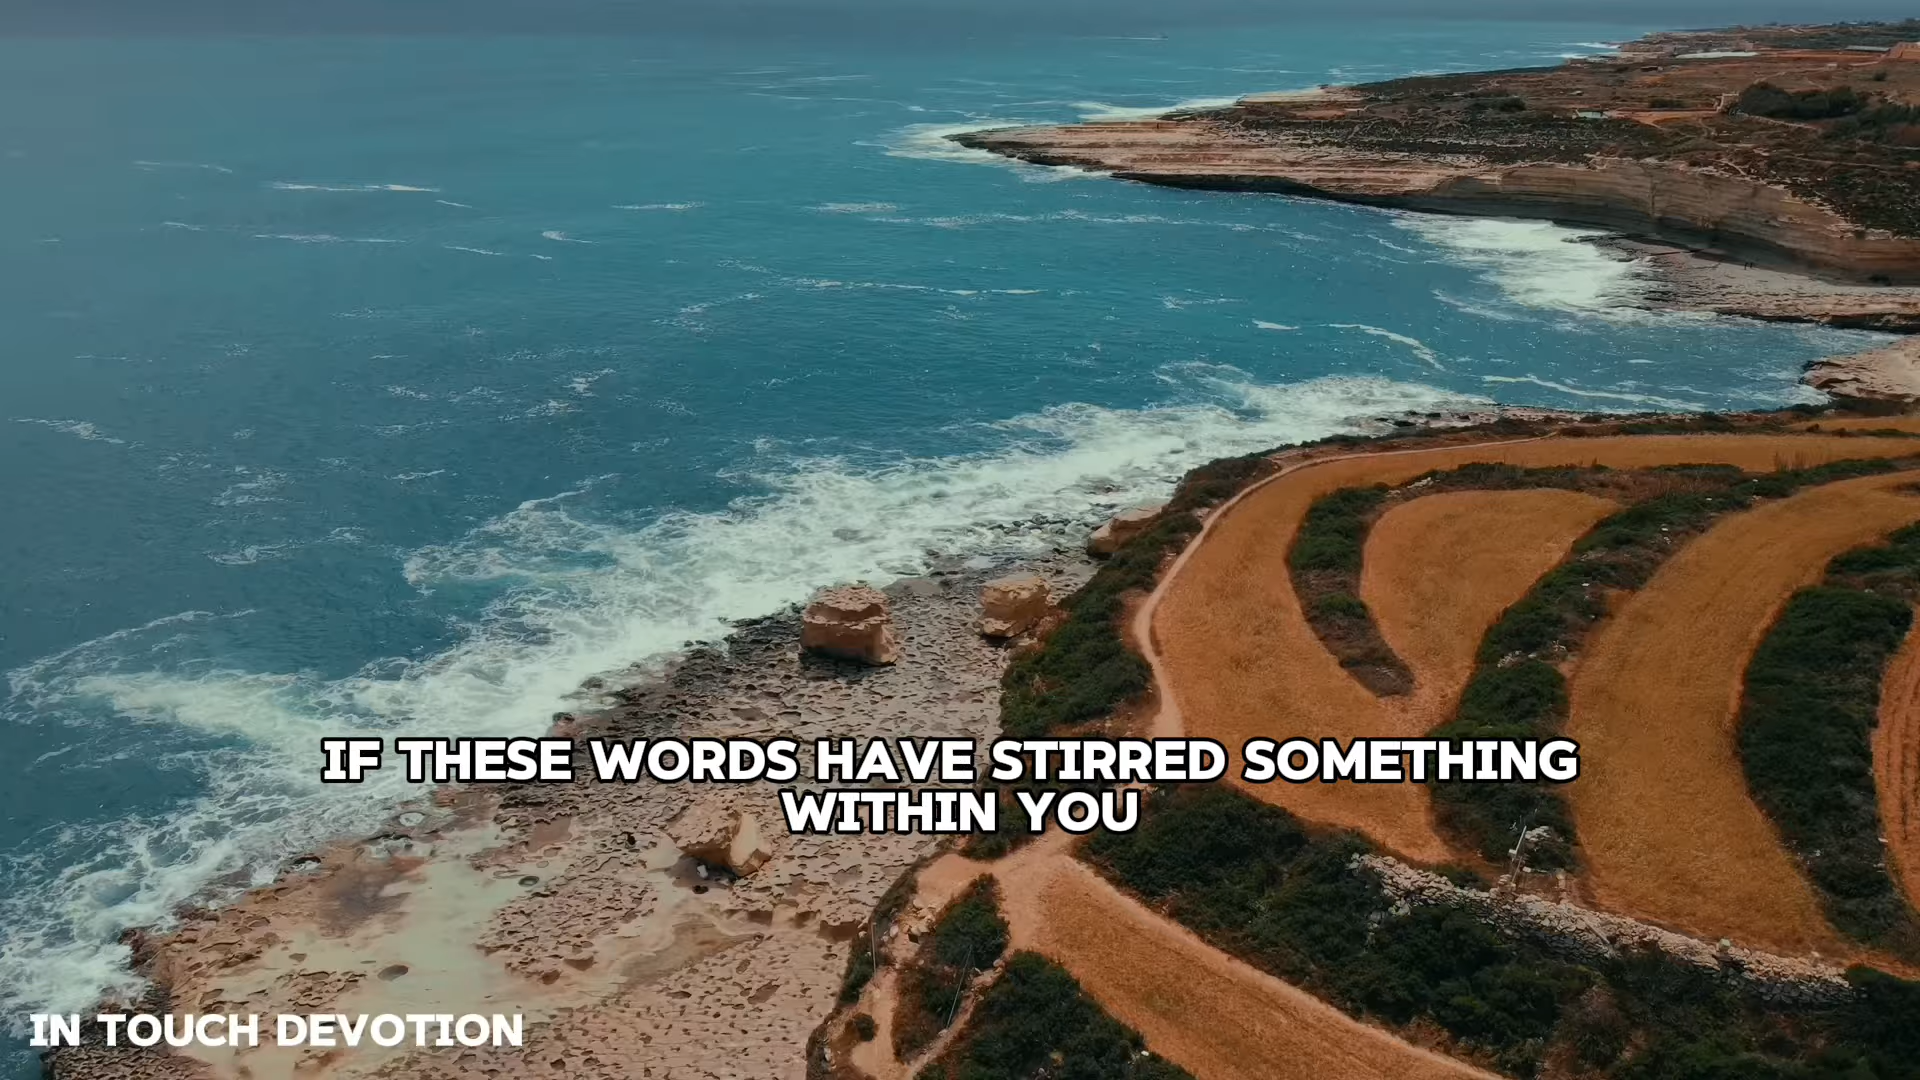 IF THESE WORDS HAVE STIRRED SOMETHING
WITHIN YOU
IN TOUCH DEVOTION